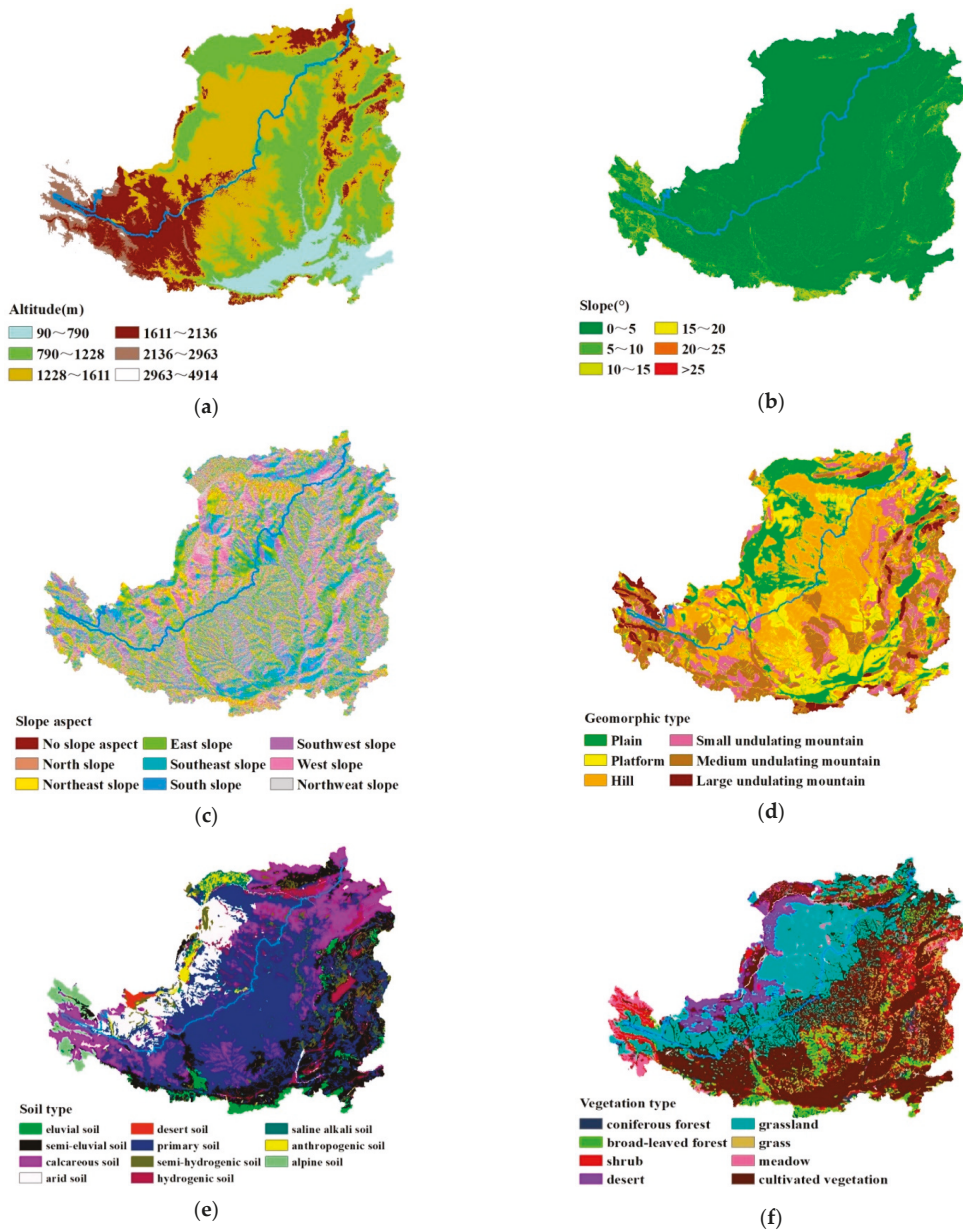 Altitude(m)
90～790 1611～2136
790～1228 2136～2963
1228～1611 2963～4914
(a)
Slope(°)
0～5 15～20
5～10 20～25
10～15 >25
(b)
Slope aspect
No slope aspect East slope Southwest slope
North slope Southeast slope West slope
Northeast slope South slope Northweat slope
(c)
Geomorphic type
Plain Small undulating mountain
Platform Medium undulating mountain
Hill Large undulating mountain
(d)
Soil type
eluvial soil desert soil saline alkali soil
semi-eluvial soil primary soil anthropogenic soil
calcareous soil semi-hydrogenic soil alpine soil
arid soil hydrogenic soil
(e)
Vegetation type
coniferous forest grassland
broad-leaved forest grass
shrub meadow
desert cultivated vegetation
(f)